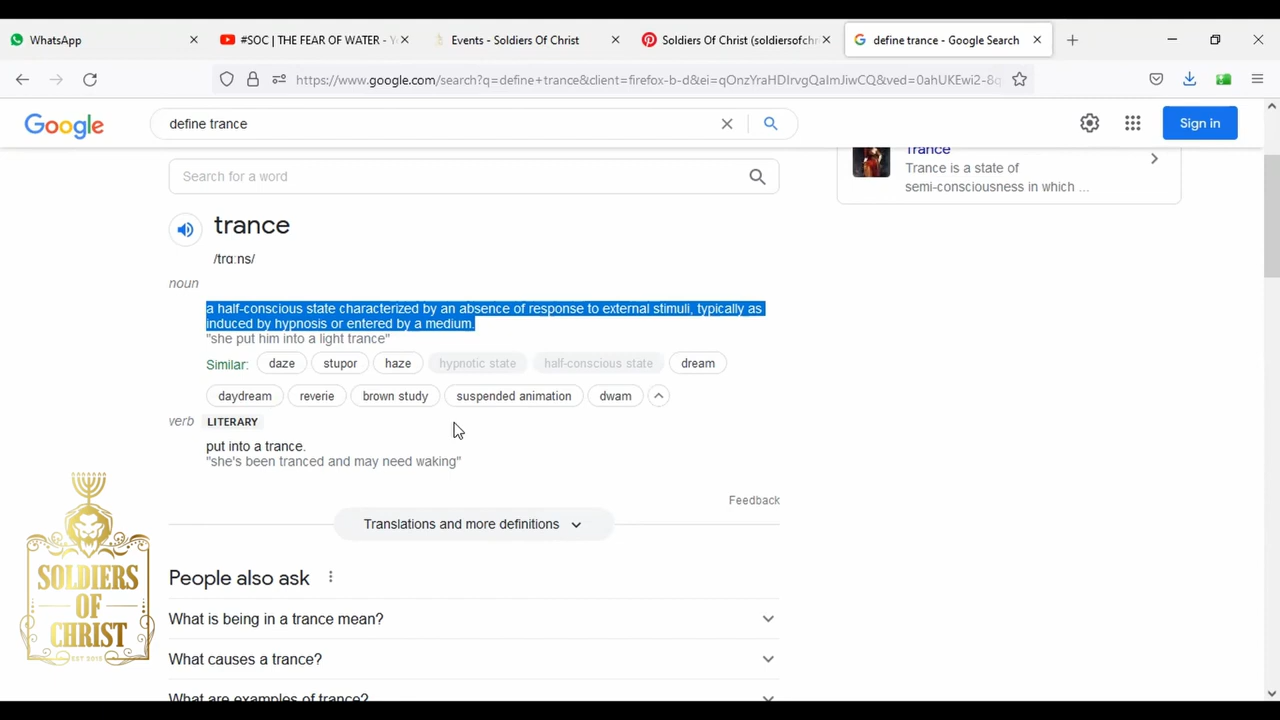 WhatsApp
#SOC | THE FEAR OF WATER - Y
Events - Soldiers Of Christ
Soldiers Of Christ (soldiersofchr
define trance - Google Search
https://www.google.com/search?q=define+trance&client=firefox-b-d&ei=qOnzYraHDIrvgQaImJiwCQ&ved=0ahUKEwi2-8q
Google
define trance
Sign in
Trance
Trance is a state of
semi-consciousness in which ...
Search for a word
trance
/trɑːns/
noun
a half-conscious state characterized by an absence of response to external stimuli, typically as
induced by hypnosis or entered by a medium.
"she put him into a light trance"
Similar: daze stupor haze hypnotic state half-conscious state dream
daydream reverie brown study suspended animation dwam
verb LITERARY
put into a trance.
"she's been tranced and may need waking"
Feedback
Translations and more definitions
People also ask
What is being in a trance mean?
What causes a trance?
What are examples of trance?
SOLDIERS
OF
CHRIST